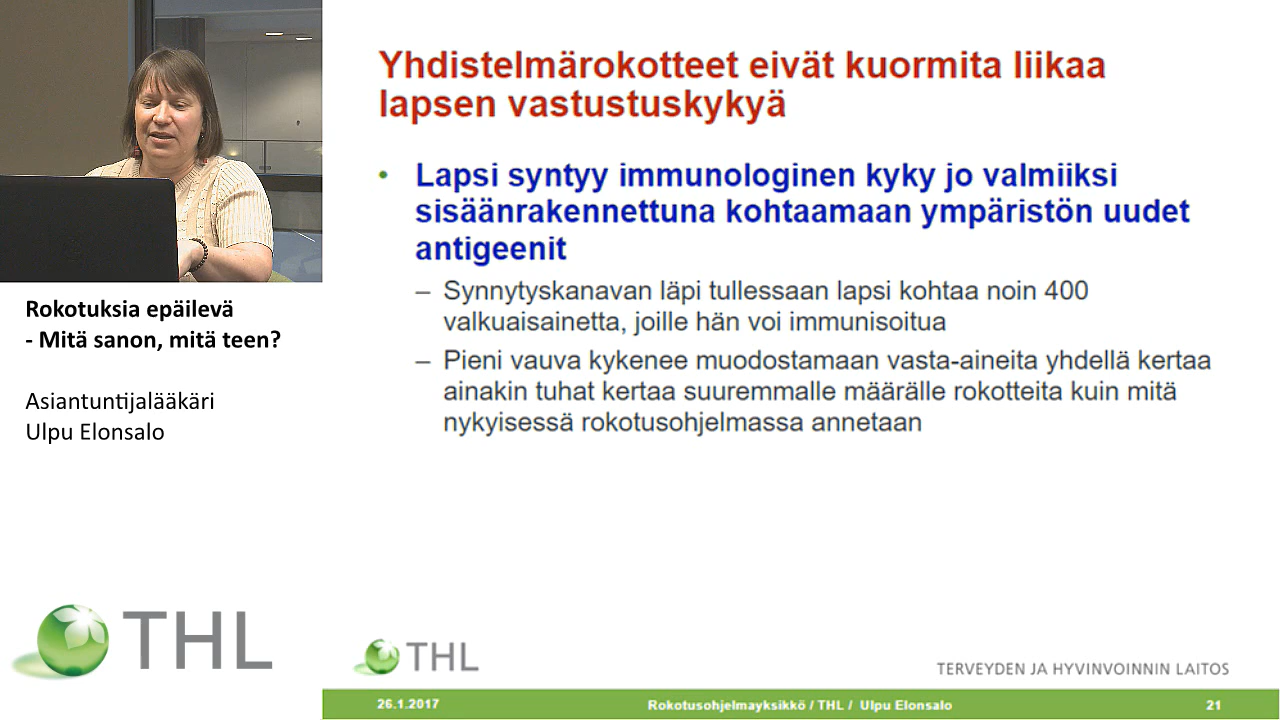 Yhdistelmärokotteet eivät kuormita liikaa
lapsen vastustuskykyä
• Lapsi syntyy immunologinen kyky jo valmiiksi
sisäänrakennettuna kohtaamaan ympäristön uudet
antigeenit
– Synnytyskanavan läpi tullessaan lapsi kohtaa noin 400
valkuaisainetta, joille hän voi immunisoitua
– Pieni vauva kykenee muodostamaan vasta-aineita yhdellä kertaa
ainakin tuhat kertaa suuremmalle määrälle rokotteita kuin mitä
nykyisessä rokotusohjelmassa annetaan
Rokotuksia epäilevä
- Mitä sanon, mitä teen?
Asiantuntijalääkäri
Ulpu Elonsalo
THL
THL
TERVEYDEN JA HYVINVOINNIN LAITOS
26.1.2017
Rokotusohjelmayksikkö / THL / Ulpu Elonsalo
21